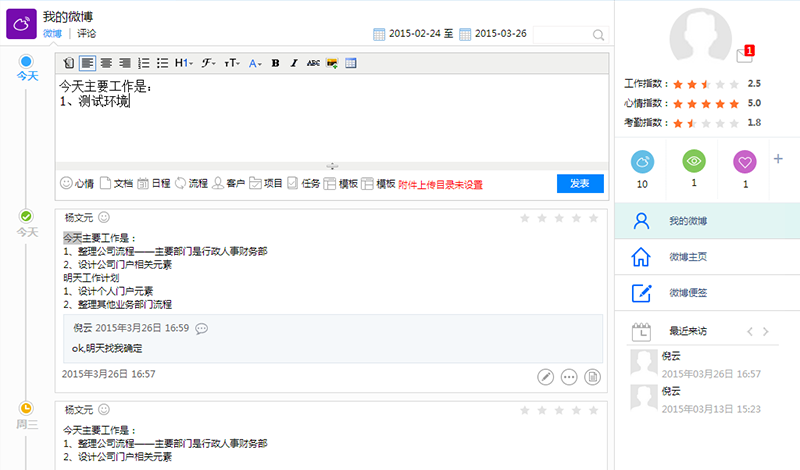 我的微博
微博 | 评论
2015-02-24 至 2015-03-26
今天
H1 T A B I ABC
今天主要工作是：
1、测试环境
心情 文档 日程 流程 客户 项目 任务 模板 模板 附件上传目录未设置 发表
今天
杨文元
今天主要工作是：
1、整理公司流程——主要部门是行政人事财务部
2、设计公司门户相关元素
明天工作计划
1、设计个人门户元素
2、整理其他业务部门流程
倪云 2015年3月26日 16:59
ok,明天找我确定
2015年3月26日 16:57
周三
杨文元
今天主要工作是：
1、整理公司流程——主要部门是行政人事财务部
2、设计公司门户相关元素
1
工作指数： 2.5
心情指数： 5.0
考勤指数： 1.8
10 1 1 +
我的微博
微博主页
微博便签
最近来访
倪云
2015年03月26日 16:57
倪云
2015年03月13日 15:23